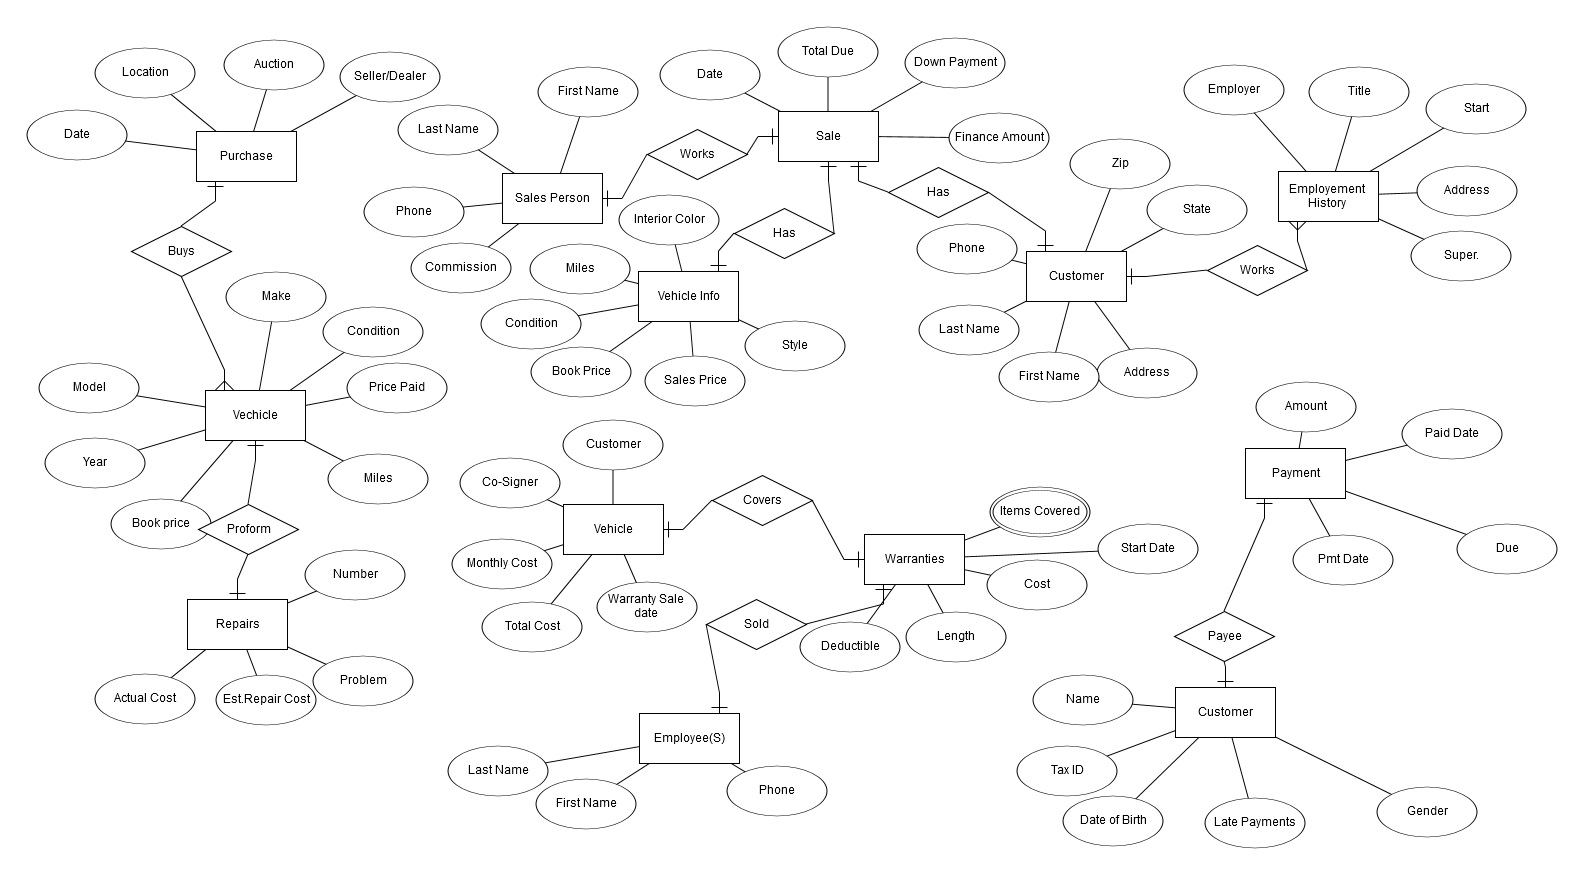 Total Due
Location
Auction
Seller/Dealer
Date
Down Payment
First Name
Employer
Title
Start
Date
Last Name
Sale
Finance Amount
Purchase
Works
Zip
Sales Person
Has
Employement
History
Address
Phone
Interior Color
State
Buys
Has
Phone
Super.
Commission
Miles
Customer
Works
Make
Vehicle Info
Condition
Condition
Last Name
Style
Model
Price Paid
Book Price
Sales Price
First Name
Address
Amount
Vechicle
Paid Date
Customer
Year
Miles
Co-Signer
Payment
Covers
Items Covered
Book price
Proform
Vehicle
Start Date
Due
Number
Monthly Cost
Warranties
Pmt Date
Cost
Warranty Sale
date
Repairs
Total Cost
Sold
Length
Payee
Deductible
Problem
Actual Cost
Est.Repair Cost
Name
Customer
Employee(S)
Last Name
Tax ID
Phone
First Name
Date of Birth
Late Payments
Gender